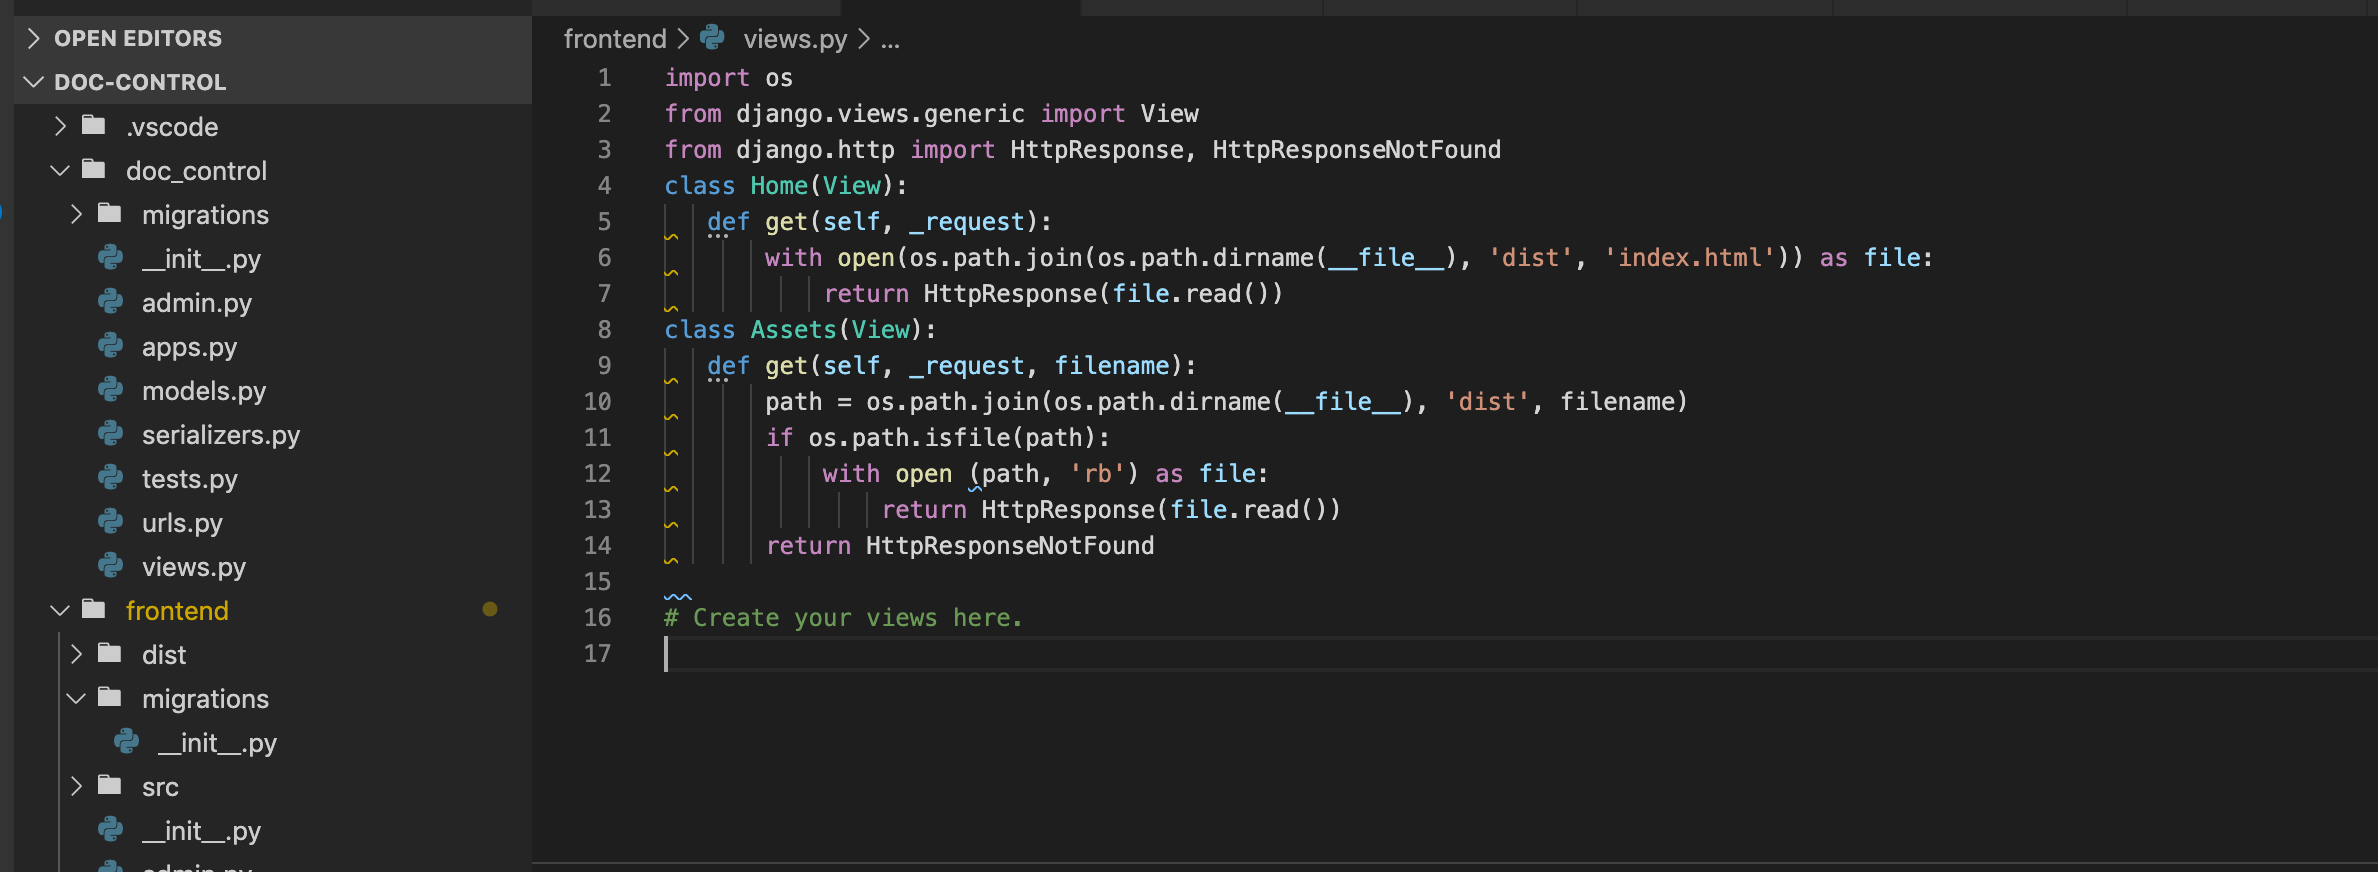 OPEN EDITORS
DOC-CONTROL
.vscode
doc_control
migrations
__init__.py
admin.py
apps.py
models.py
serializers.py
tests.py
urls.py
views.py
frontend
dist
migrations
__init__.py
src
__init__.py
admin.py
frontend > views.py > ...
1 import os
2 from django.views.generic import View
3 from django.http import HttpResponse, HttpResponseNotFound
4 class Home(View):
5 def get(self, _request):
6 with open(os.path.join(os.path.dirname(__file__), 'dist', 'index.html')) as file:
7 return HttpResponse(file.read())
8 class Assets(View):
9 def get(self, _request, filename):
10 path = os.path.join(os.path.dirname(__file__), 'dist', filename)
11 if os.path.isfile(path):
12 with open (path, 'rb') as file:
13 return HttpResponse(file.read())
14 return HttpResponseNotFound
15
16 # Create your views here.
17